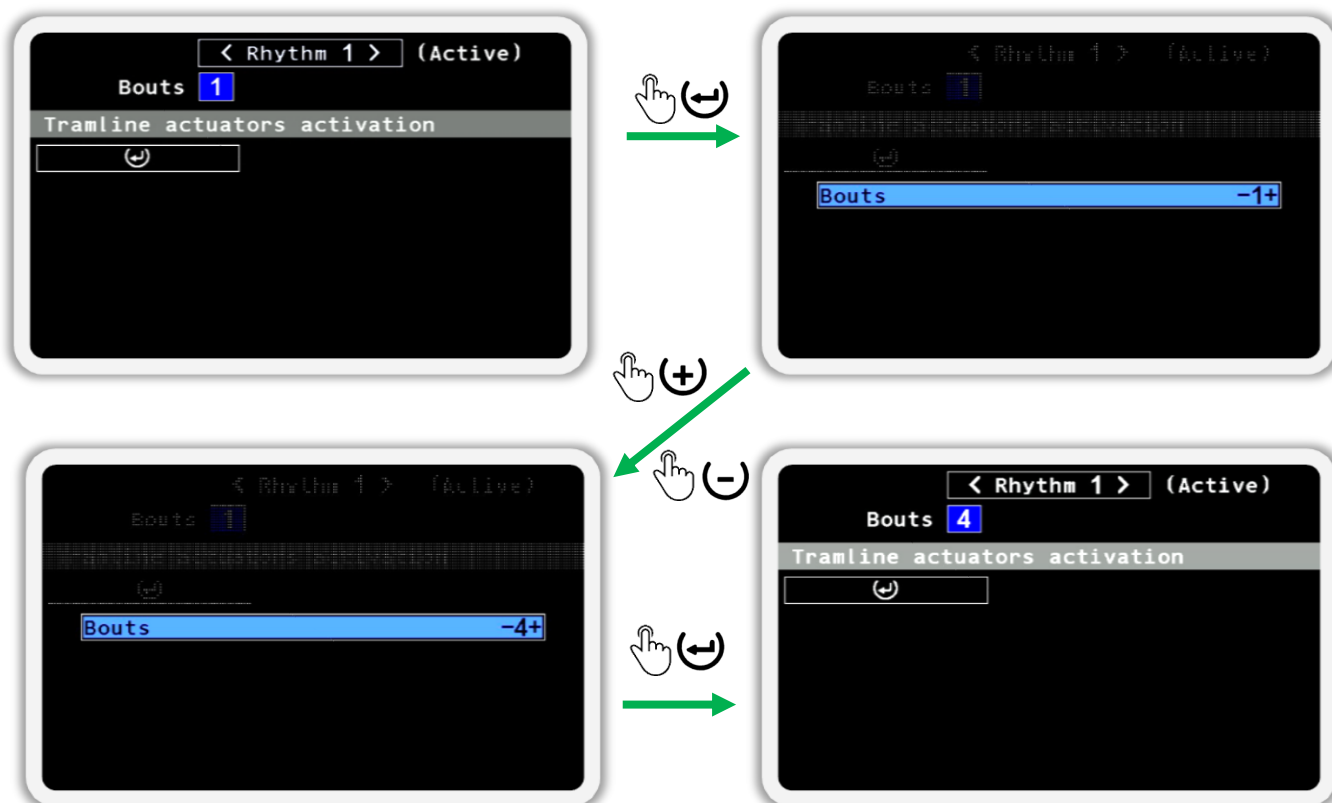 < Rhythm 1 > (Active)
Bouts 1
Tramline actuators activation
< Rhythm 1 > (Active)
Bouts 1
Tramline actuators activation
Bouts −1+
< Rhythm 1 > (Active)
Bouts 1
Tramline actuators activation
Bouts −4+
< Rhythm 1 > (Active)
Bouts 4
Tramline actuators activation